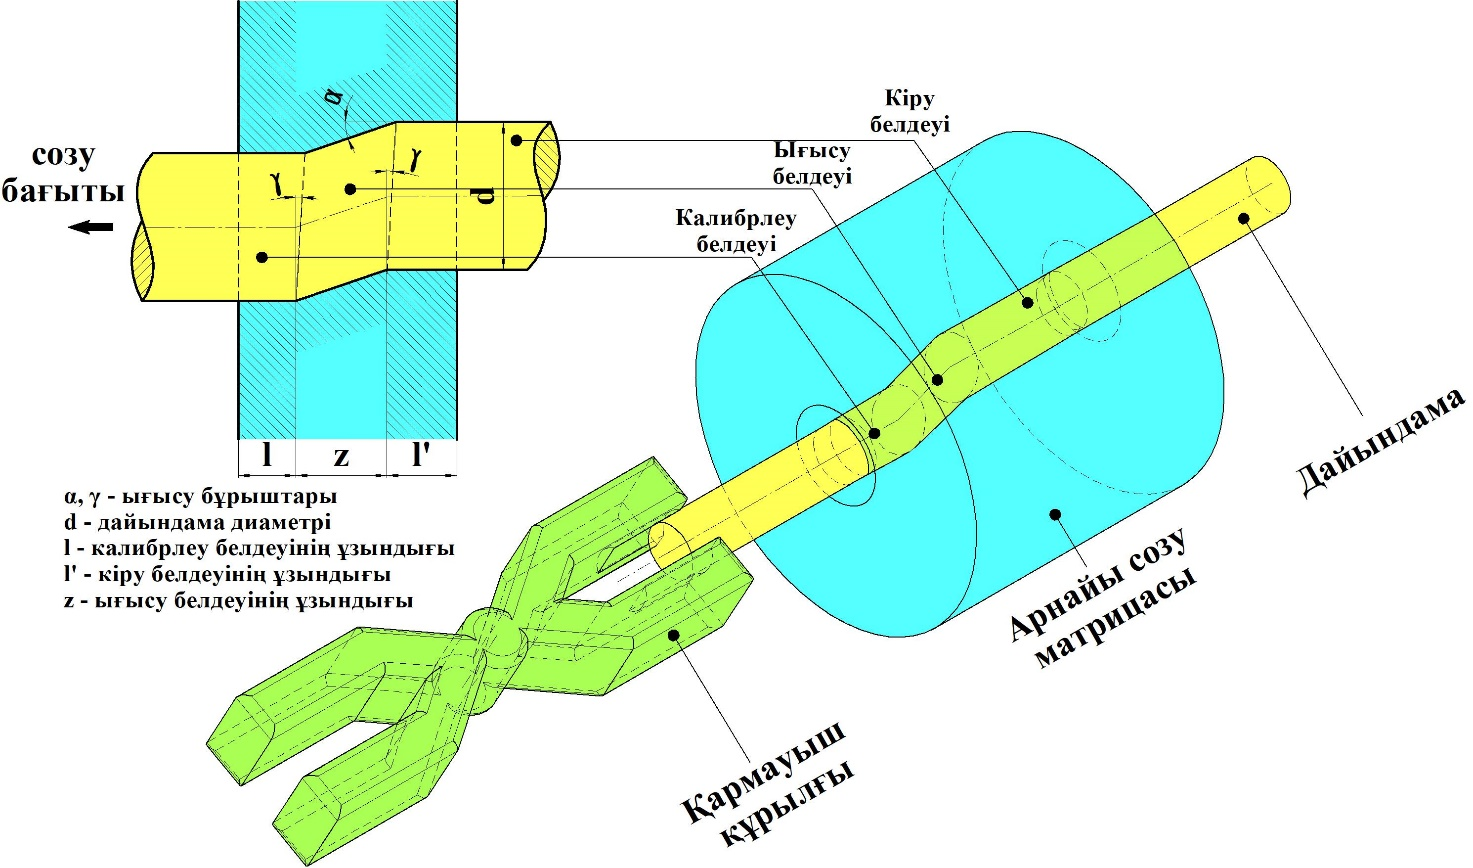 созу
бағыты
α
γ
γ
d
l
z
l'
α, γ - ығысу бұрыштары
d - дайындама диаметрі
l - калибрлеу белдеуінің ұзындығы
l' - кіру белдеуінің ұзындығы
z - ығысу белдеуінің ұзындығы
Кіру
белдеуі
Ығысу
белдеуі
Калибрлеу
белдеуі
Дайындама
Арнайы созу
матрицасы
Қармауыш
құрылғы